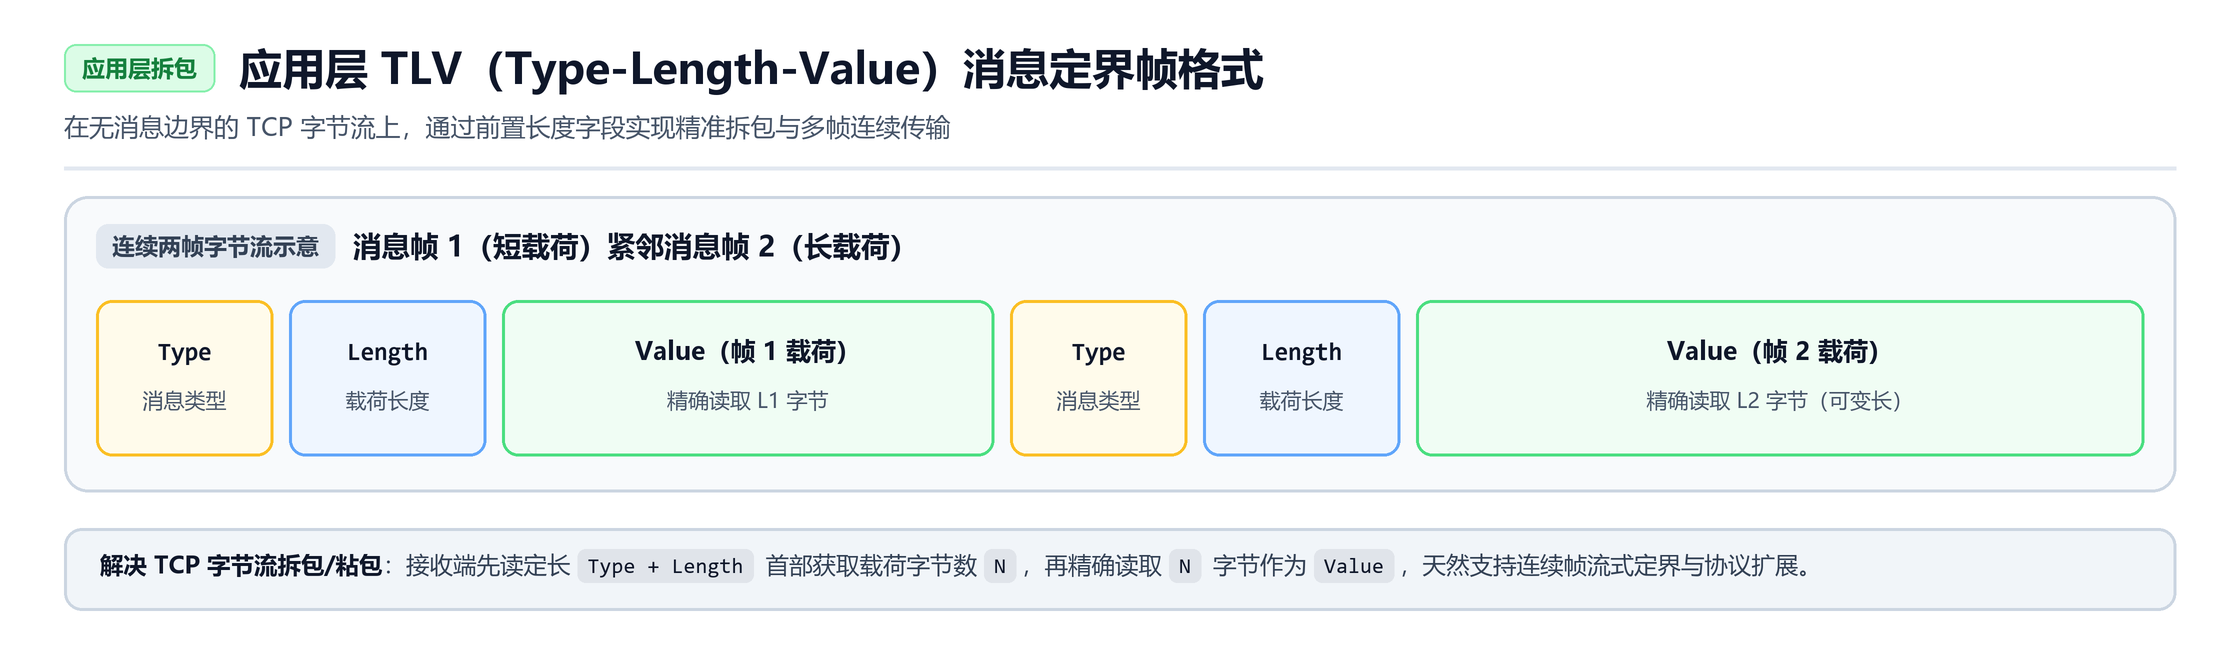 应用层拆包 应用层 TLV（Type-Length-Value）消息定界帧格式
在无消息边界的 TCP 字节流上，通过前置长度字段实现精准拆包与多帧连续传输
连续两帧字节流示意 消息帧 1（短载荷）紧邻消息帧 2（长载荷）
Type
消息类型
Length
载荷长度
Value（帧 1 载荷）
精确读取 L1 字节
Type
消息类型
Length
载荷长度
Value（帧 2 载荷）
精确读取 L2 字节（可变长）
解决 TCP 字节流拆包/粘包：接收端先读定长 Type + Length 首部获取载荷字节数 N，再精确读取 N 字节作为 Value，天然支持连续帧流式定界与协议扩展。